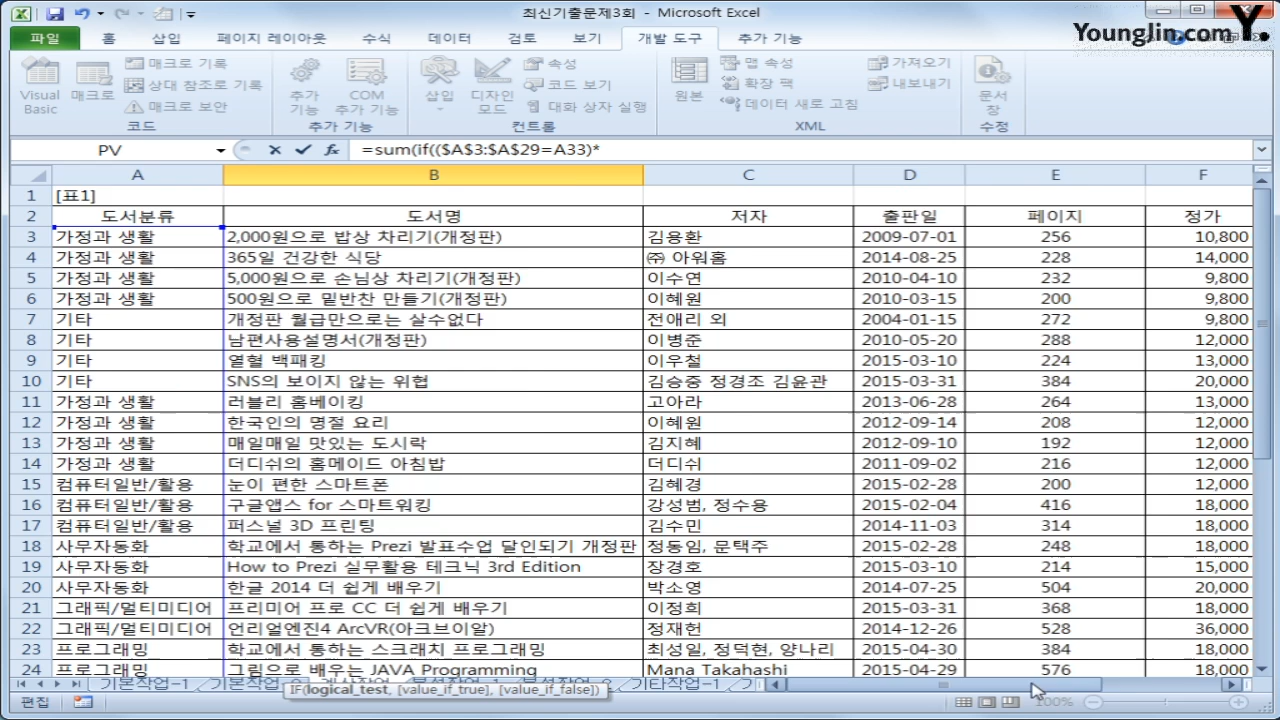 최신기출문제3회 - Microsoft Excel
Younglin.com Y.
파일 홈 삽입 페이지 레이아웃 수식 데이터 검토 보기 개발 도구 추가 기능
Visual Basic 매크로 매크로 기록 상대 참조로 기록 매크로 보안 코드
추가 기능 COM 추가 기능 추가 기능
삽입 디자인 모드 속성 코드 보기 대화 상자 실행 컨트롤
원본 맵 속성 확장 팩 데이터 새로 고침 가져오기 내보내기 XML
문서 창 수정
PV fx =sum(if(($A$3:$A$29=A33)*
A B C D E F
1 [표1]
2 도서분류 도서명 저자 출판일 페이지 정가
3 가정과 생활 2,000원으로 밥상 차리기(개정판) 김용환 2009-07-01 256 10,800
4 가정과 생활 365일 건강한 식당 ㈜ 아워홈 2014-08-25 228 14,000
5 가정과 생활 5,000원으로 손님상 차리기(개정판) 이수연 2010-04-10 232 9,800
6 가정과 생활 500원으로 밑반찬 만들기(개정판) 이혜원 2010-03-15 200 9,800
7 기타 개정판 월급만으로는 살수없다 전애리 외 2004-01-15 272 9,800
8 기타 남편사용설명서(개정판) 이병준 2010-05-20 288 12,000
9 기타 열혈 백패킹 이우철 2015-03-10 224 13,000
10 기타 SNS의 보이지 않는 위협 김승중 정경조 김윤관 2015-03-31 384 20,000
11 가정과 생활 러블리 홈베이킹 고아라 2013-06-28 264 13,000
12 가정과 생활 한국인의 명절 요리 이혜원 2012-09-14 208 12,000
13 가정과 생활 매일매일 맛있는 도시락 김지혜 2012-09-10 192 12,000
14 가정과 생활 더디쉬의 홈메이드 아침밥 더디쉬 2011-09-02 216 12,000
15 컴퓨터일반/활용 눈이 편한 스마트폰 김혜경 2015-02-28 200 12,000
16 컴퓨터일반/활용 구글앱스 for 스마트워킹 강성범, 정수용 2015-02-04 416 18,000
17 컴퓨터일반/활용 퍼스널 3D 프린팅 김수민 2014-11-03 314 18,000
18 사무자동화 학교에서 통하는 Prezi 발표수업 달인되기 개정판 정동임, 문택주 2015-02-28 248 18,000
19 사무자동화 How to Prezi 실무활용 테크닉 3rd Edition 장경호 2015-03-10 214 15,000
20 사무자동화 한글 2014 더 쉽게 배우기 박소영 2014-07-25 504 20,000
21 그래픽/멀티미디어 프리미어 프로 CC 더 쉽게 배우기 이정희 2015-03-31 368 18,000
22 그래픽/멀티미디어 언리얼엔진4 ArcVR(아크브이알) 정재헌 2014-12-26 528 36,000
23 프로그래밍 학교에서 통하는 스크래치 프로그래밍 최성일, 정덕현, 양나리 2015-04-30 384 18,000
24 프로그래밍 그림으로 배우는 JAVA Programming Mana Takahashi 2015-04-29 576 18,000
기본작업-1 기본작업 기타작업-1 기
IF(logical_test, [value_if_true], [value_if_false])
편집 100%